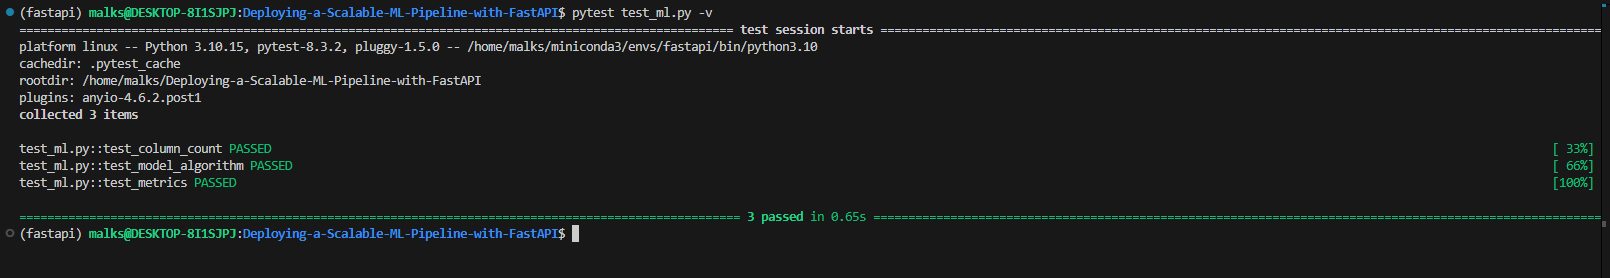 (fastapi) malks@DESKTOP-8I1SJPJ:Deploying-a-Scalable-ML-Pipeline-with-FastAPI$ pytest test_ml.py -v
============================== test session starts ==============================
platform linux -- Python 3.10.15, pytest-8.3.2, pluggy-1.5.0 -- /home/malks/miniconda3/envs/fastapi/bin/python3.10
cachedir: .pytest_cache
rootdir: /home/malks/Deploying-a-Scalable-ML-Pipeline-with-FastAPI
plugins: anyio-4.6.2.post1
collected 3 items
test_ml.py::test_column_count PASSED [ 33%]
test_ml.py::test_model_algorithm PASSED [ 66%]
test_ml.py::test_metrics PASSED [100%]
============================== 3 passed in 0.65s ==============================
(fastapi) malks@DESKTOP-8I1SJPJ:Deploying-a-Scalable-ML-Pipeline-with-FastAPI$